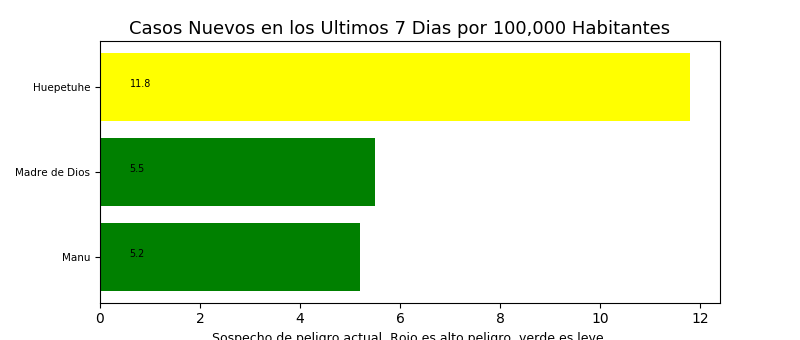 Casos Nuevos en los Ultimos 7 Dias por 100,000 Habitantes
Huepetuhe
11.8
Madre de Dios
5.5
Manu
5.2
0 2 4 6 8 10 12
Sospecho de peligro actual. Rojo es alto peligro, verde es leve